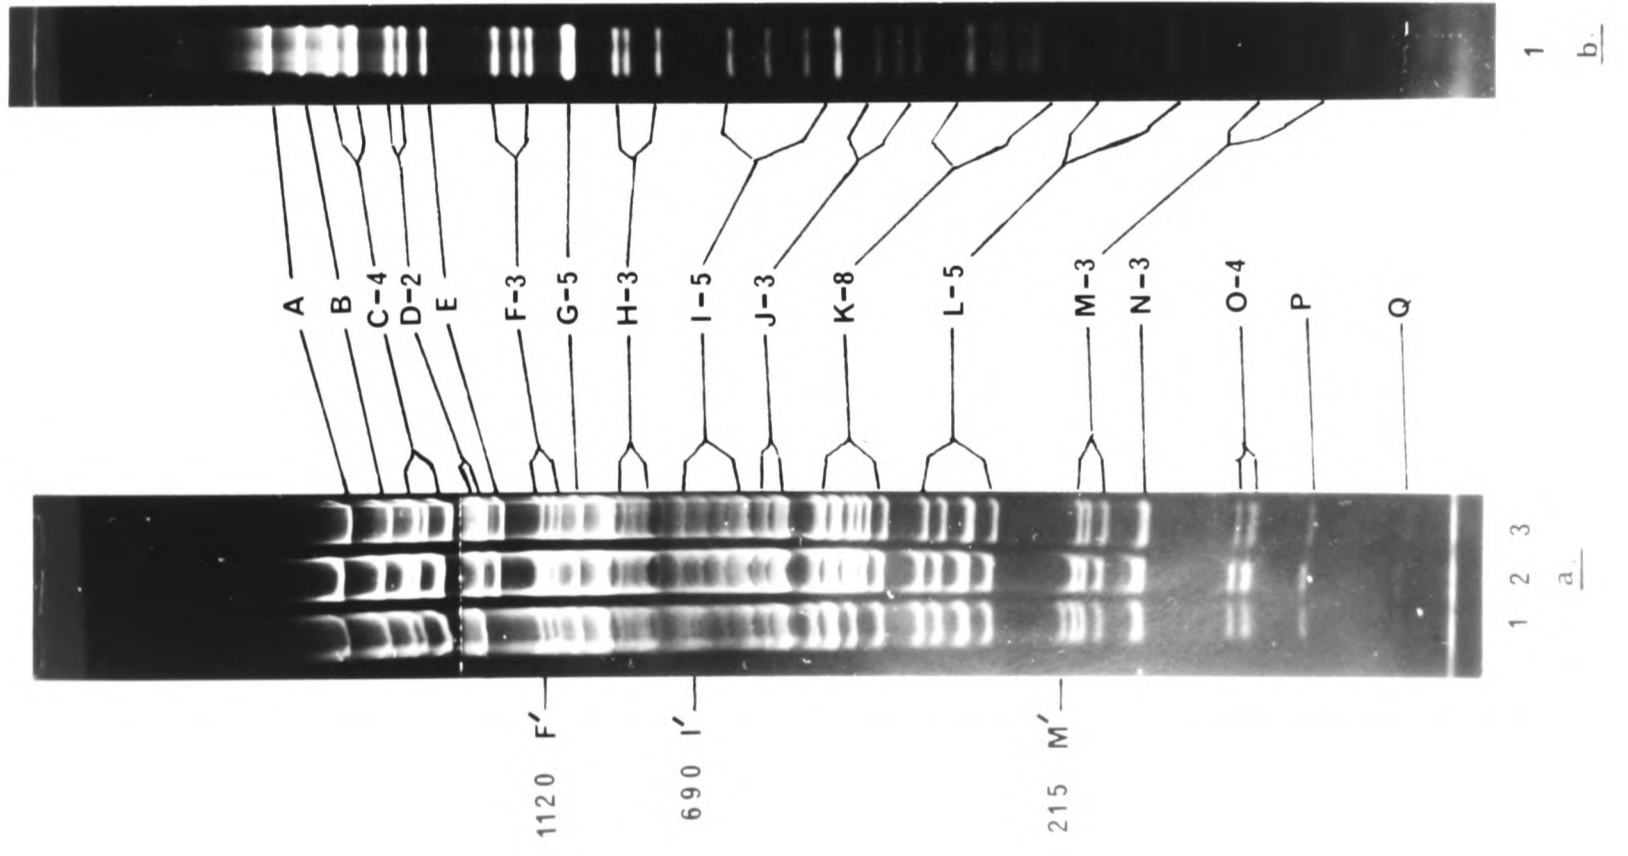 1
b.
A
B
C-4
D-2
E
F-3
G-5
H-3
I-5
J-3
K-8
L-5
M-3
N-3
O-4
P
Q
1 2 3
a.
1120 F′
690 I′
215 M′